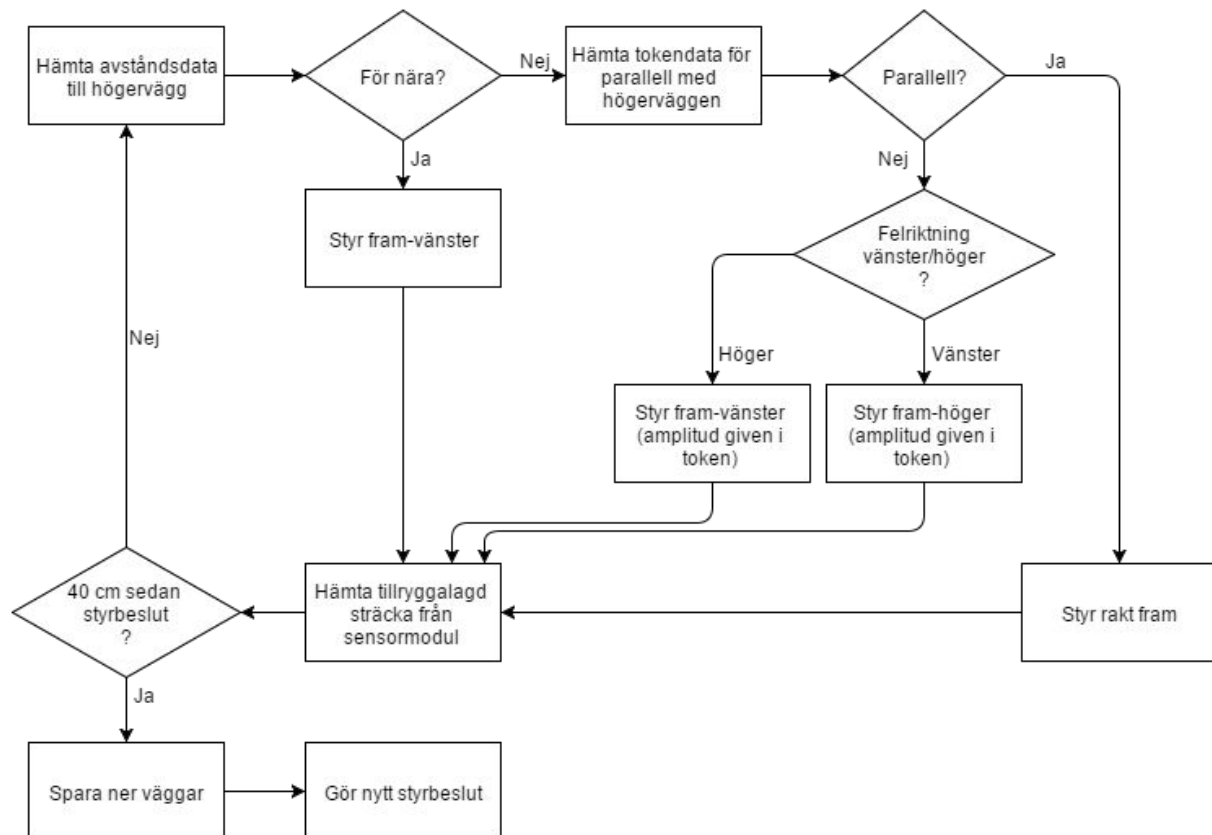 Hämta avståndsdata
till högervägg
För nära?
Nej
Hämta tokendata för
parallell med
högerväggen
Parallell?
Ja
Ja
Nej
Styr fram-vänster
Felriktning
vänster/höger
?
Nej
Höger
Vänster
Styr fram-vänster
(amplitud given i
token)
Styr fram-höger
(amplitud given i
token)
40 cm sedan
styrbeslut
?
Hämta tillryggalagd
sträcka från
sensormodul
Styr rakt fram
Ja
Spara ner väggar
Gör nytt styrbeslut